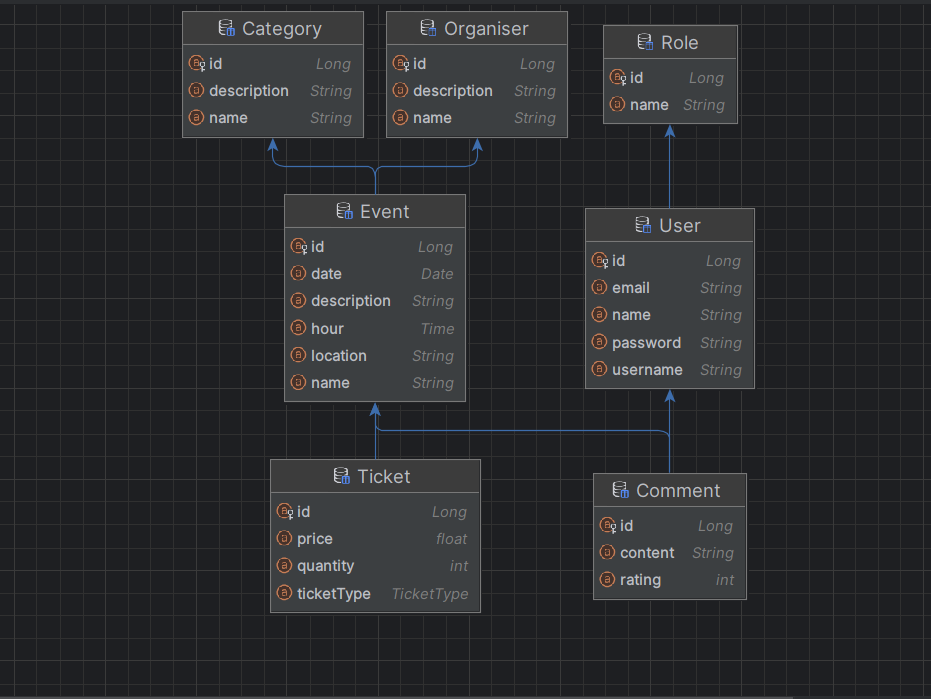 Category
id Long
description String
name String
Organiser
id Long
description String
name String
Role
id Long
name String
Event
id Long
date Date
description String
hour Time
location String
name String
User
id Long
email String
name String
password String
username String
Ticket
id Long
price float
quantity int
ticketType TicketType
Comment
id Long
content String
rating int